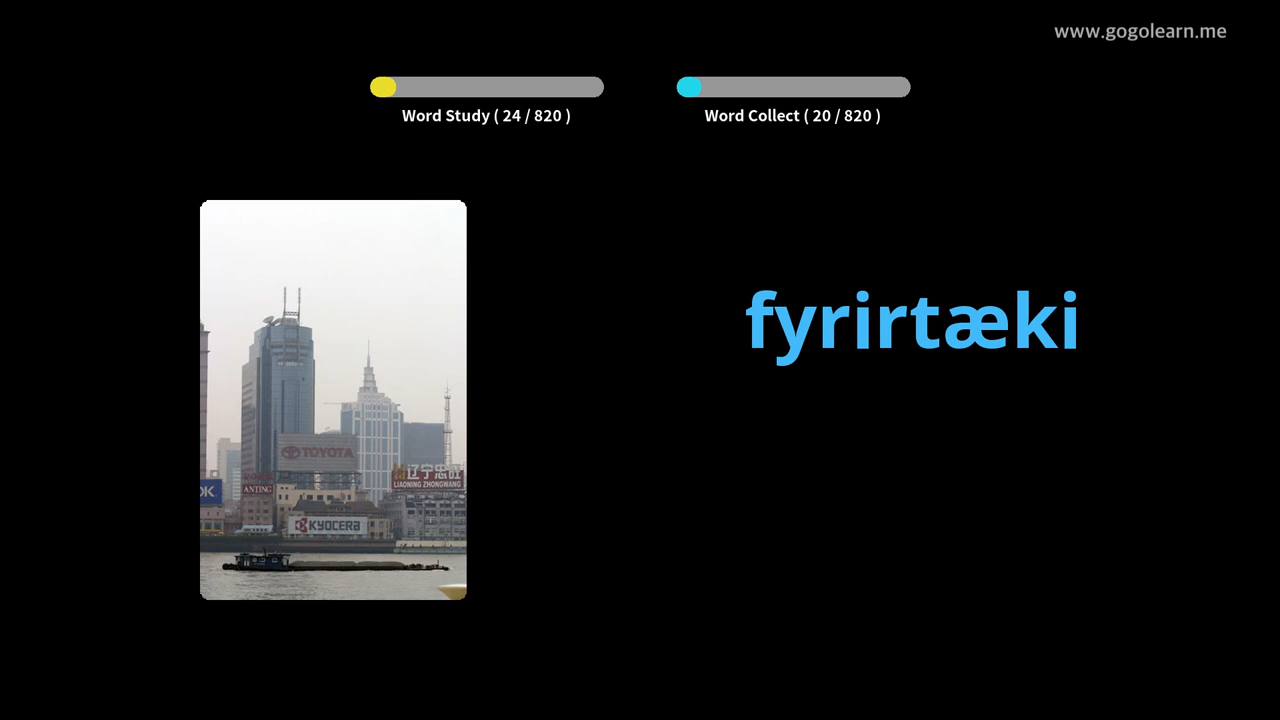 www.gogolearn.me
Word Study ( 24 / 820 )
Word Collect ( 20 / 820 )
fyrirtæki
TOYOTA
辽宁忠旺
LIAONING ZHONGWANG
OK
ANTING
KYOCERA